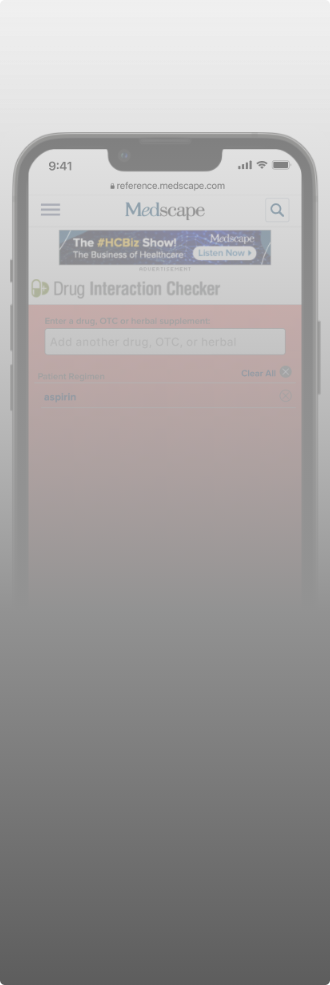 9:41
reference.medscape.com
Medscape
The #HCBiz Show!
The Business of Healthcare
Medscape
Listen Now
ADVERTISEMENT
Drug Interaction Checker
Enter a drug, OTC or herbal supplement:
Add another drug, OTC, or herbal
Clear All
Patient Regimen
aspirin